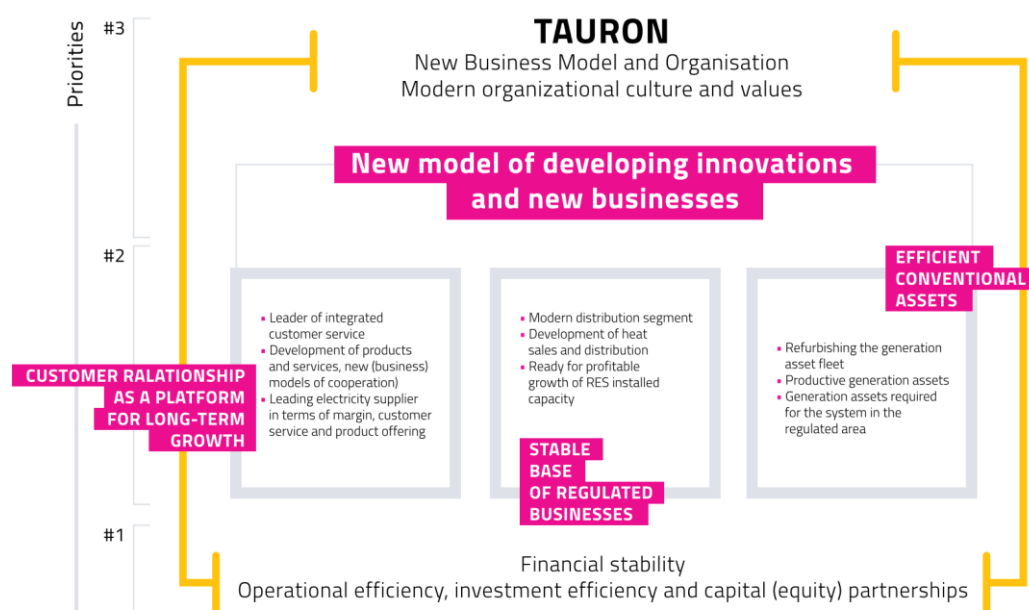 Priorities
#3
TAURON
New Business Model and Organisation
Modern organizational culture and values
New model of developing innovations
and new businesses
#2
EFFICIENT
CONVENTIONAL
ASSETS
▪ Leader of integrated
customer service
▪ Development of products
and services, new (business)
models of cooperation)
▪ Leading electricity supplier
in terms of margin, customer
service and product offering
CUSTOMER RALATIONSHIP
AS A PLATFORM
FOR LONG-TERM
GROWTH
▪ Modern distribution segment
▪ Development of heat
sales and distribution
▪ Ready for profitable
growth of RES installed
capacity
STABLE
BASE
OF REGULATED
BUSINESSES
▪ Refurbishing the generation
asset fleet
▪ Productive generation assets
▪ Generation assets required
for the system in the
regulated area
#1
Financial stability
Operational efficiency, investment efficiency and capital (equity) partnerships